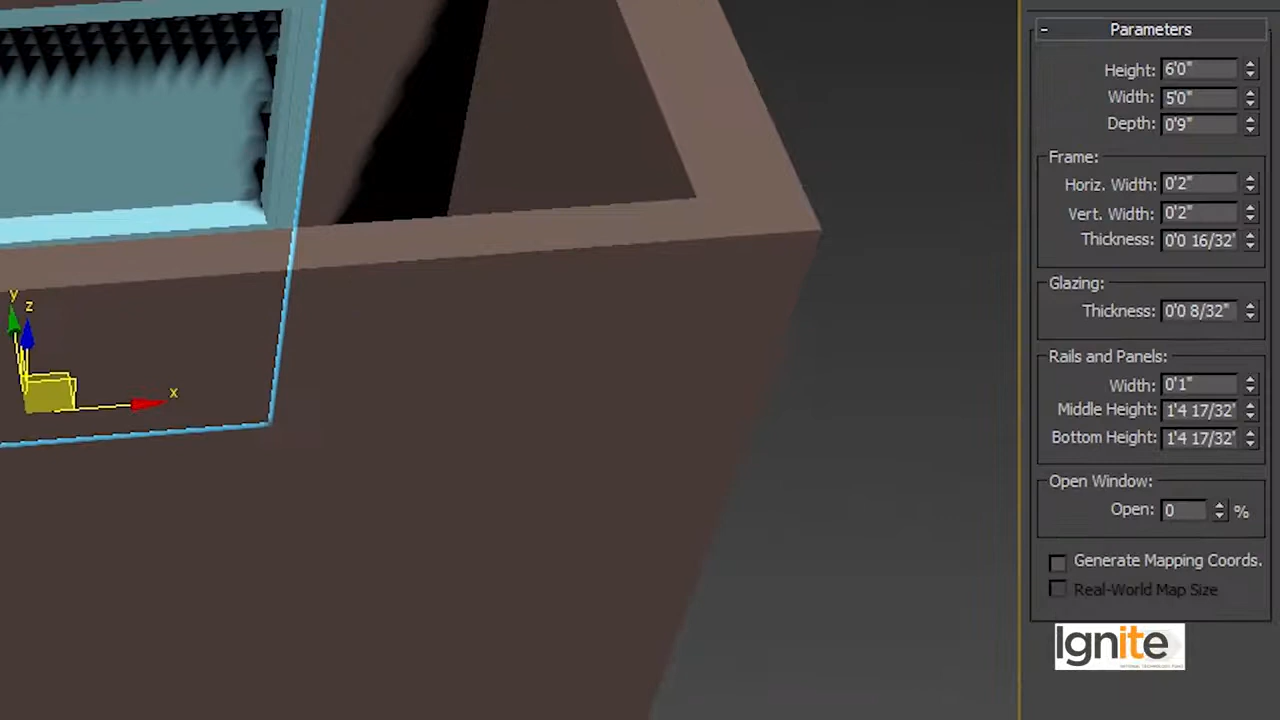 - Parameters
Height: 6'0"
Width: 5'0"
Depth: 0'9"
Frame:
Horiz. Width: 0'2"
Vert. Width: 0'2"
Thickness: 0'0 16/32"
Glazing:
Thickness: 0'0 8/32"
Rails and Panels:
Width: 0'1"
Middle Height: 1'4 17/32"
Bottom Height: 1'4 17/32"
Open Window:
Open: 0 %
Generate Mapping Coords.
Real-World Map Size
Ignite
y
z
x